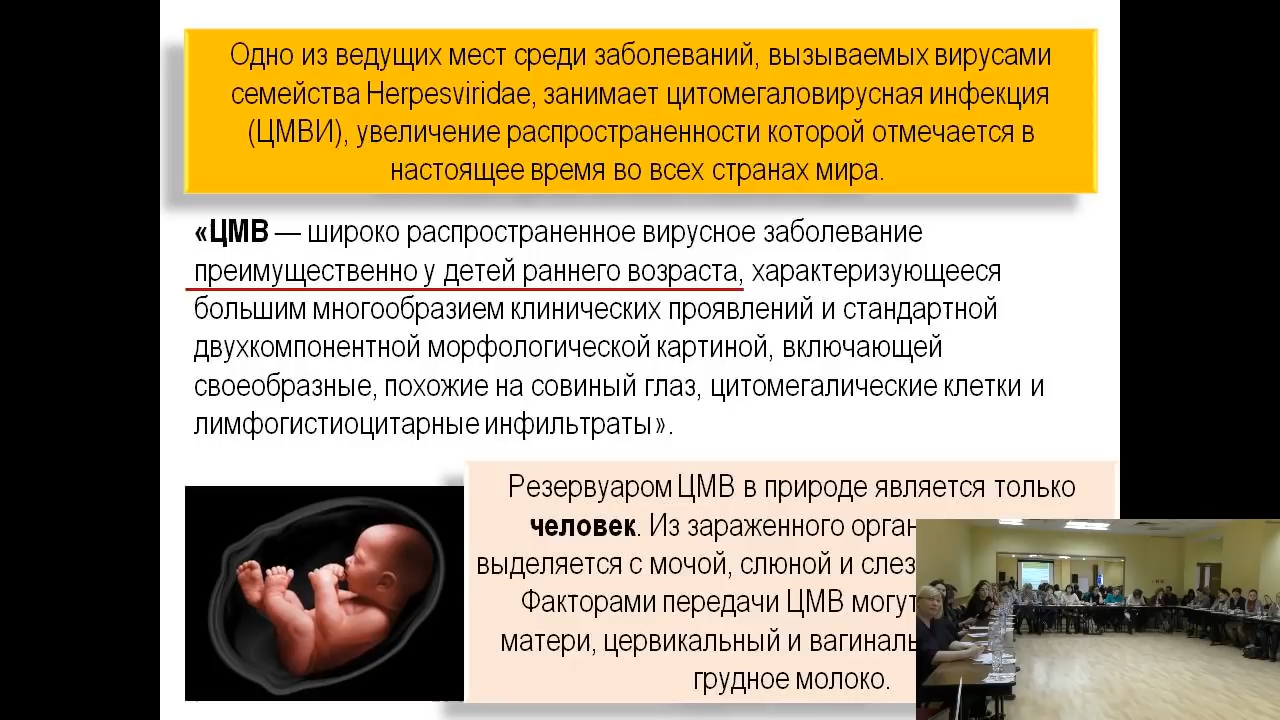 Одно из ведущих мест среди заболеваний, вызываемых вирусами
семейства Herpesviridae, занимает цитомегаловирусная инфекция
(ЦМВИ), увеличение распространенности которой отмечается в
настоящее время во всех странах мира.
«ЦМВ — широко распространенное вирусное заболевание
преимущественно у детей раннего возраста, характеризующееся
большим многообразием клинических проявлений и стандартной
двухкомпонентной морфологической картиной, включающей
своеобразные, похожие на совиный глаз, цитомегалические клетки и
лимфогистиоцитарные инфильтраты».
Резервуаром ЦМВ в природе является только
человек. Из зараженного
выделяется с мочой, слюной и
Факторами передачи ЦМВ могут
матери, цервикальный и
грудное молоко.